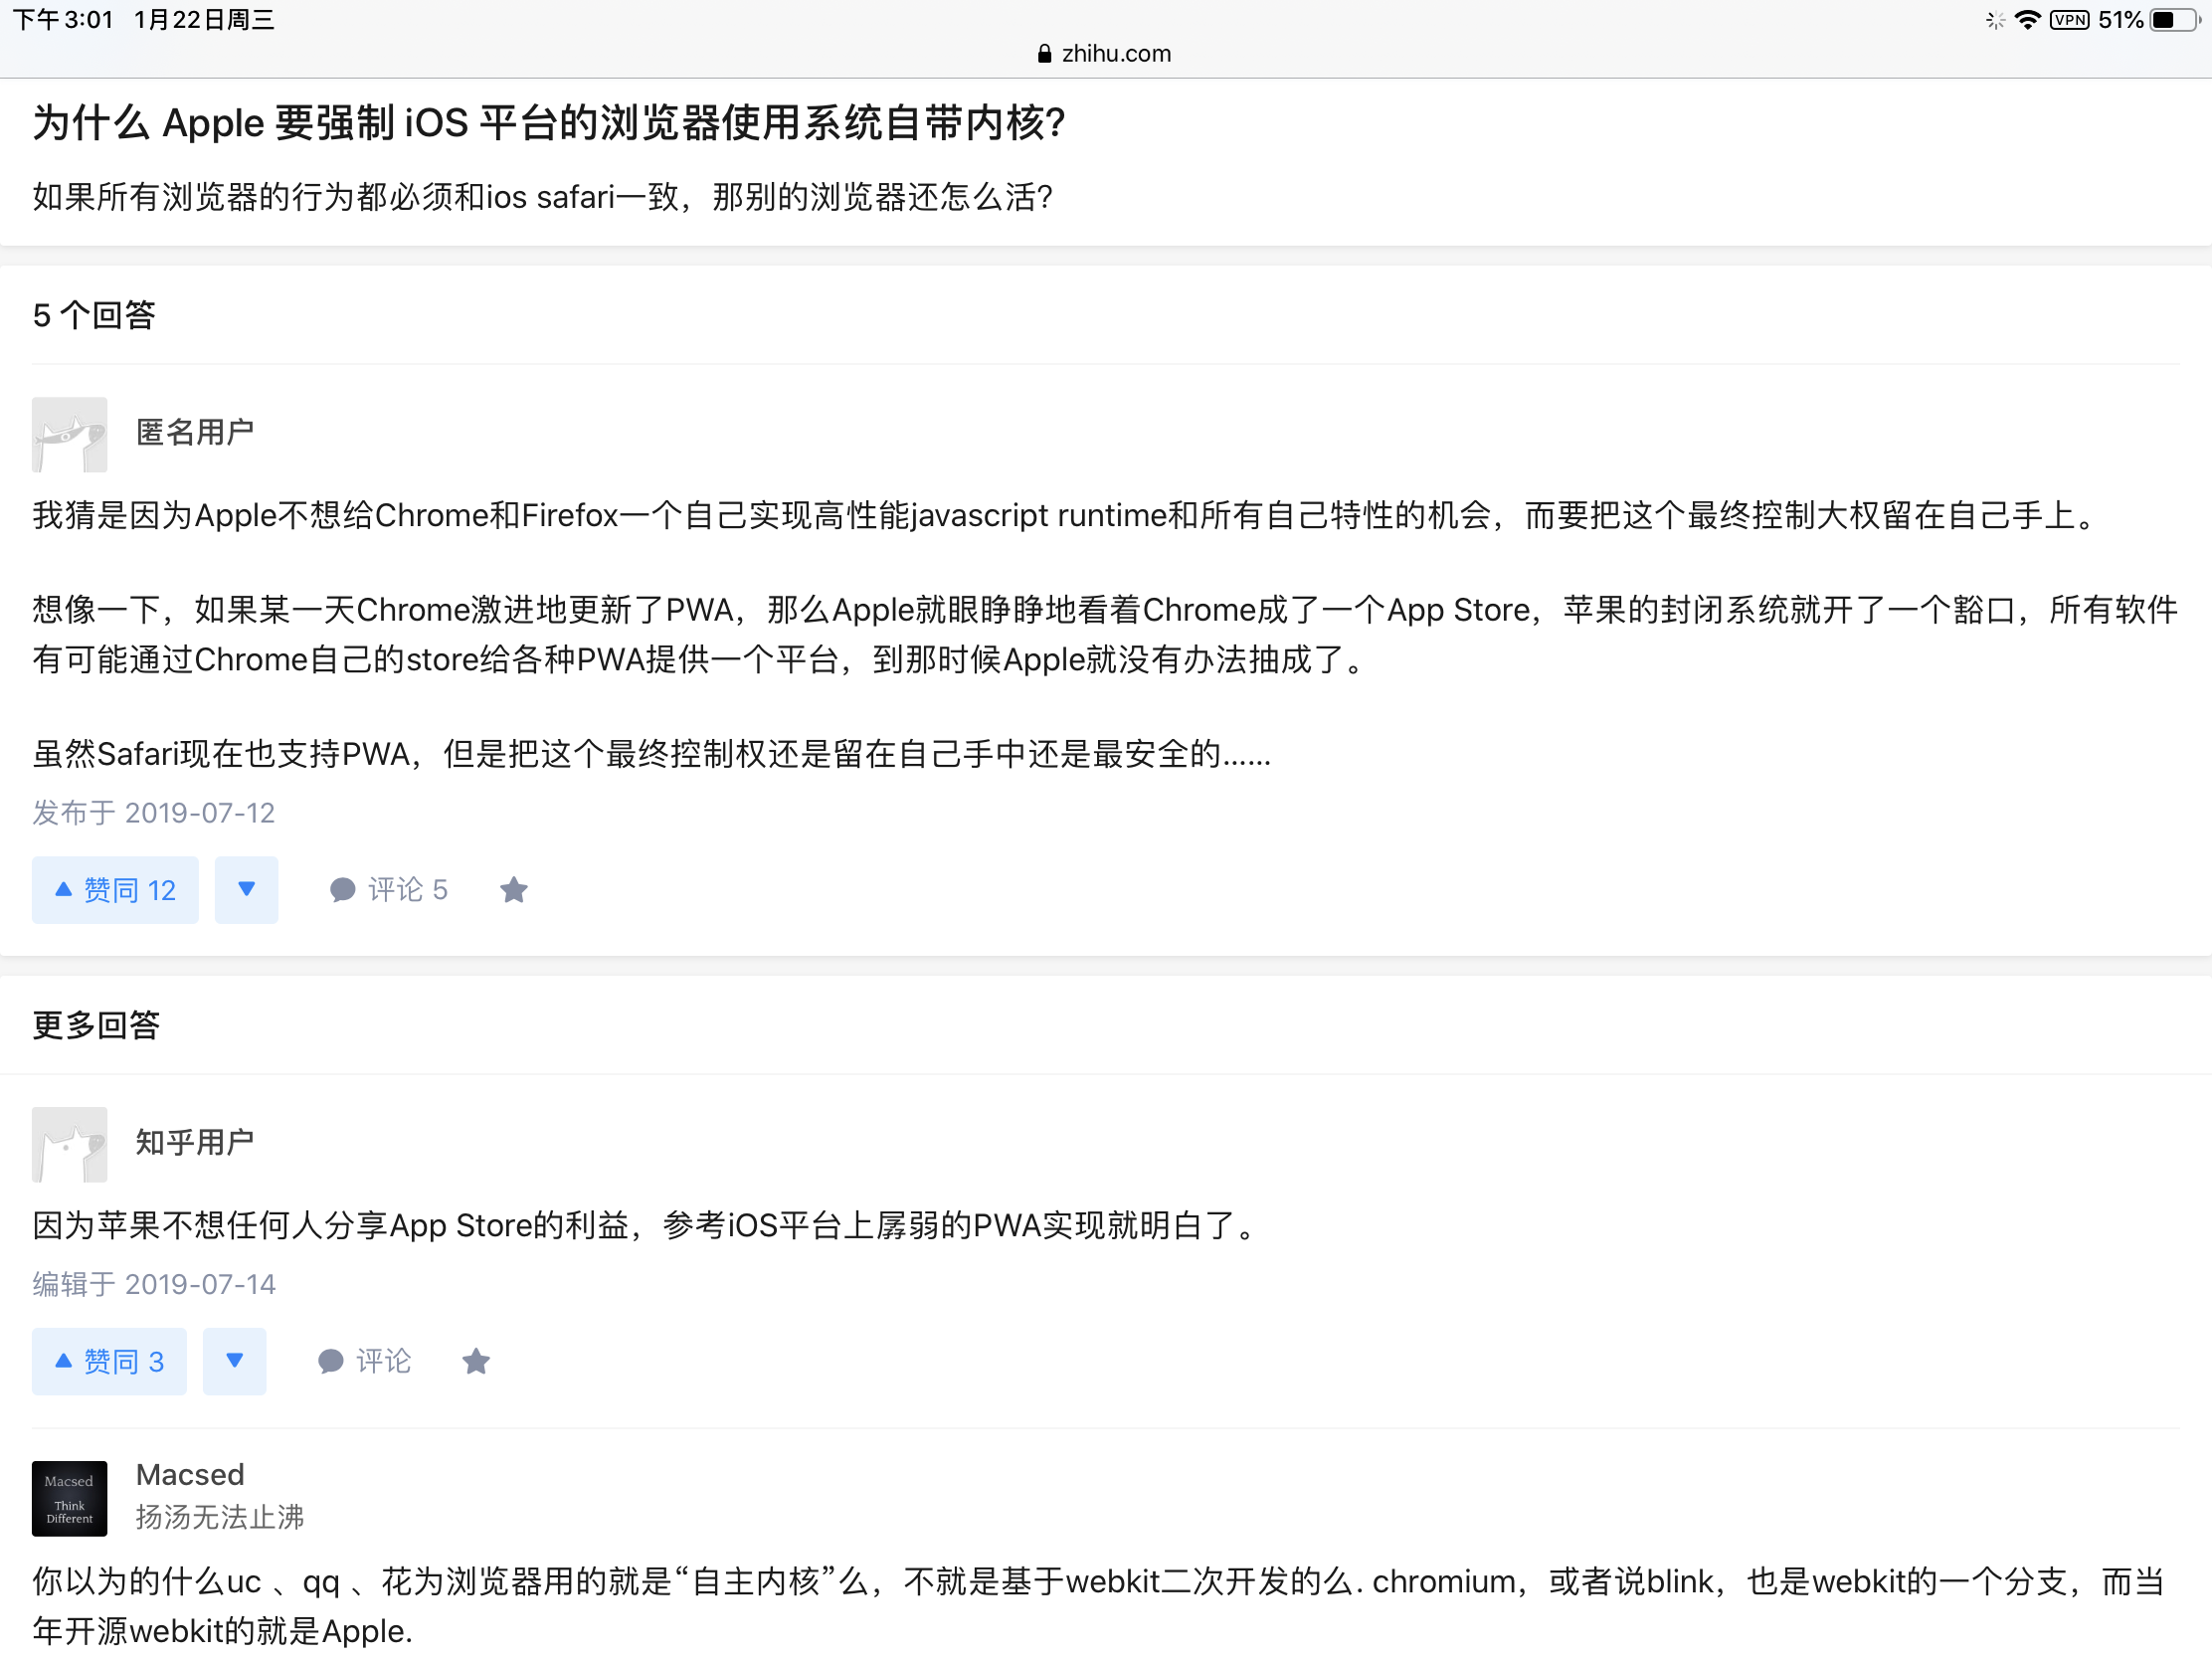 下午3:01 1月22日周三
VPN 51%
zhihu.com
为什么 Apple 要强制 iOS 平台的浏览器使用系统自带内核?
如果所有浏览器的行为都必须和ios safari一致，那别的浏览器还怎么活?
5 个回答
匿名用户
我猜是因为Apple不想给Chrome和Firefox一个自己实现高性能javascript runtime和所有自己特性的机会，而要把这个最终控制大权留在自己手上。
想像一下，如果某一天Chrome激进地更新了PWA，那么Apple就眼睁睁地看着Chrome成了一个App Store，苹果的封闭系统就开了一个豁口，所有软件
有可能通过Chrome自己的store给各种PWA提供一个平台，到那时候Apple就没有办法抽成了。
虽然Safari现在也支持PWA，但是把这个最终控制权还是留在自己手中还是最安全的……
发布于 2019-07-12
赞同 12 评论 5
更多回答
知乎用户
因为苹果不想任何人分享App Store的利益，参考iOS平台上孱弱的PWA实现就明白了。
编辑于 2019-07-14
赞同 3 评论
Macsed
Think
Different
Macsed
扬汤无法止沸
你以为的什么uc 、qq 、花为浏览器用的就是“自主内核”么，不就是基于webkit二次开发的么. chromium，或者说blink，也是webkit的一个分支，而当
年开源webkit的就是Apple.